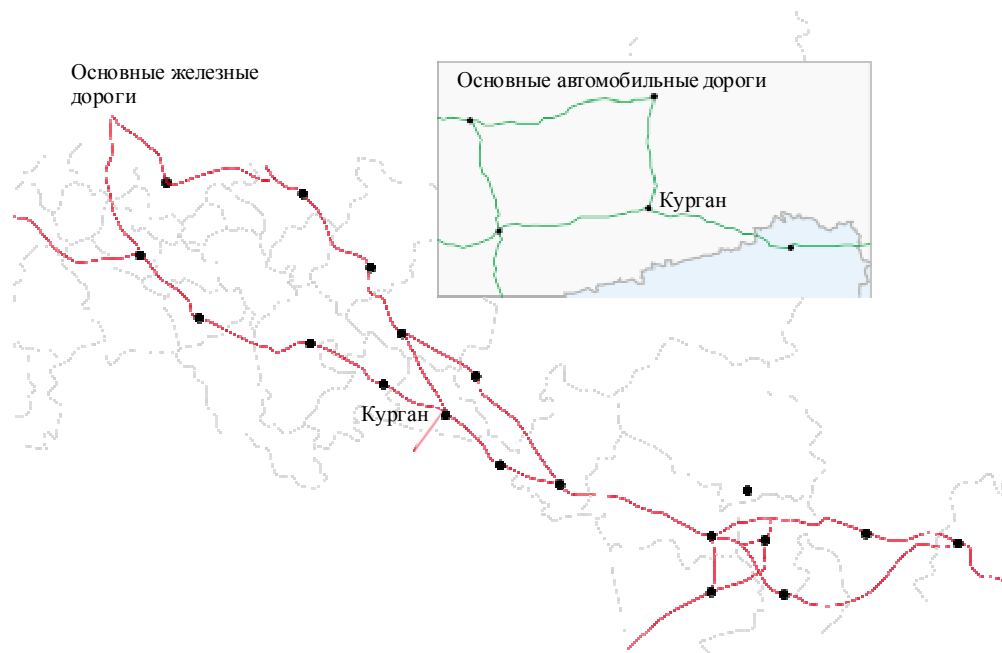 Основные железные
дороги
Основные автомобильные дороги
Курган
Курган